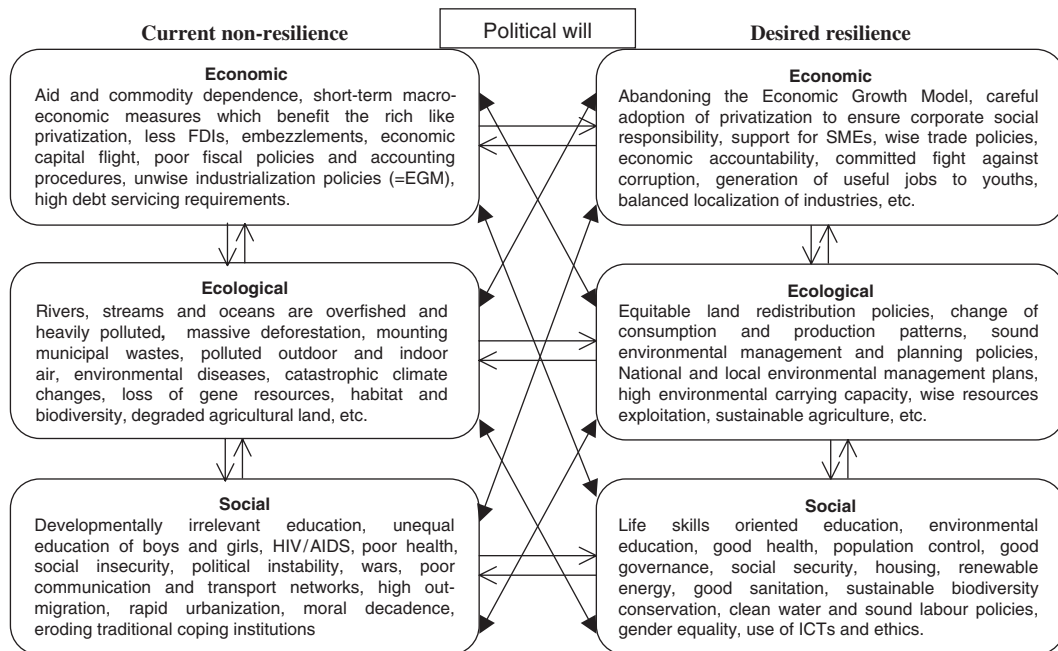 Current non-resilience
Political will
Desired resilience
Economic
Aid and commodity dependence, short-term macro-
economic measures which benefit the rich like
privatization, less FDIs, embezzlements, economic
capital flight, poor fiscal policies and accounting
procedures, unwise industrialization policies (=EGM),
high debt servicing requirements.
Economic
Abandoning the Economic Growth Model, careful
adoption of privatization to ensure corporate social
responsibility, support for SMEs, wise trade policies,
economic accountability, committed fight against
corruption, generation of useful jobs to youths,
balanced localization of industries, etc.
Ecological
Rivers, streams and oceans are overfished and
heavily polluted, massive deforestation, mounting
municipal wastes, polluted outdoor and indoor
air, environmental diseases, catastrophic climate
changes, loss of gene resources, habitat and
biodiversity, degraded agricultural land, etc.
Ecological
Equitable land redistribution policies, change of
consumption and production patterns, sound
environmental management and planning policies,
National and local environmental management plans,
high environmental carrying capacity, wise resources
exploitation, sustainable agriculture, etc.
Social
Developmentally irrelevant education, unequal
education of boys and girls, HIV/AIDS, poor health,
social insecurity, political instability, wars, poor
communication and transport networks, high out-
migration, rapid urbanization, moral decadence,
eroding traditional coping institutions
Social
Life skills oriented education, environmental
education, good health, population control, good
governance, social security, housing, renewable
energy, good sanitation, sustainable biodiversity
conservation, clean water and sound labour policies,
gender equality, use of ICTs and ethics.